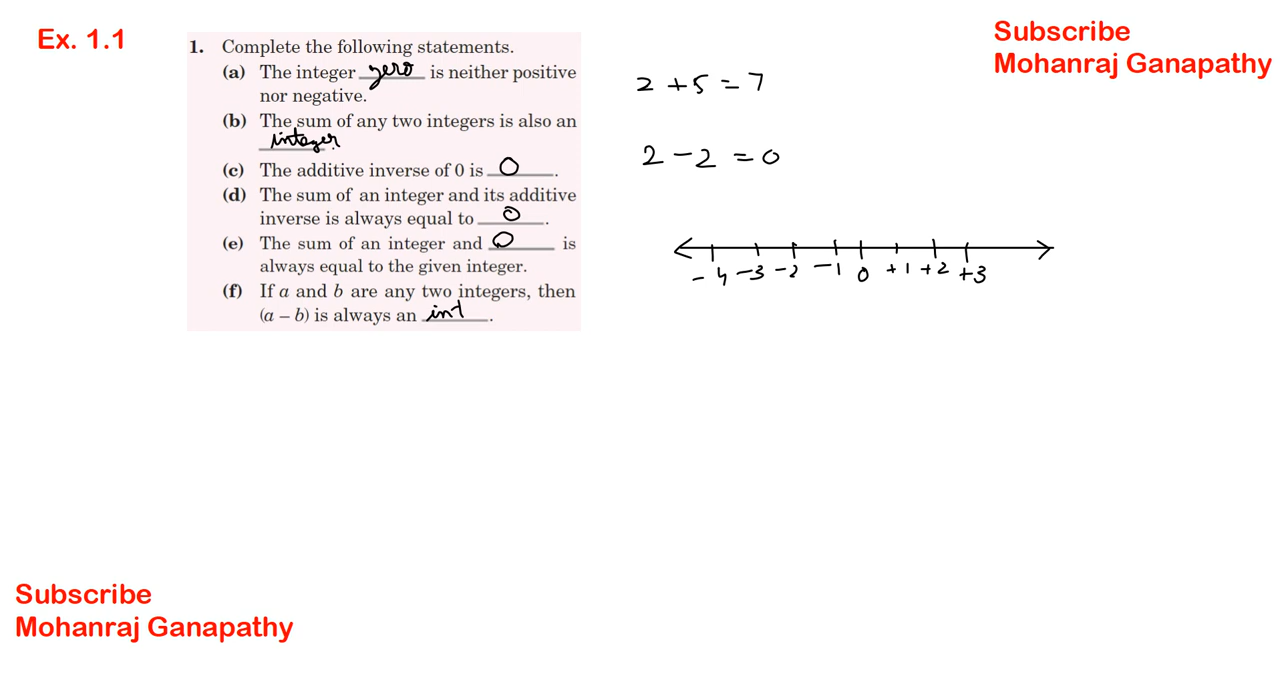 Ex. 1.1
Subscribe
Mohanraj Ganapathy
1. Complete the following statements.
(a) The integer zero is neither positive
nor negative.
(b) The sum of any two integers is also an
integer.
(c) The additive inverse of 0 is 0.
(d) The sum of an integer and its additive
inverse is always equal to 0.
(e) The sum of an integer and 0 is
always equal to the given integer.
(f) If a and b are any two integers, then
(a – b) is always an int.
2 + 5 = 7
2 - 2 = 0
-4 -3 -2 -1 0 +1 +2 +3
Subscribe
Mohanraj Ganapathy